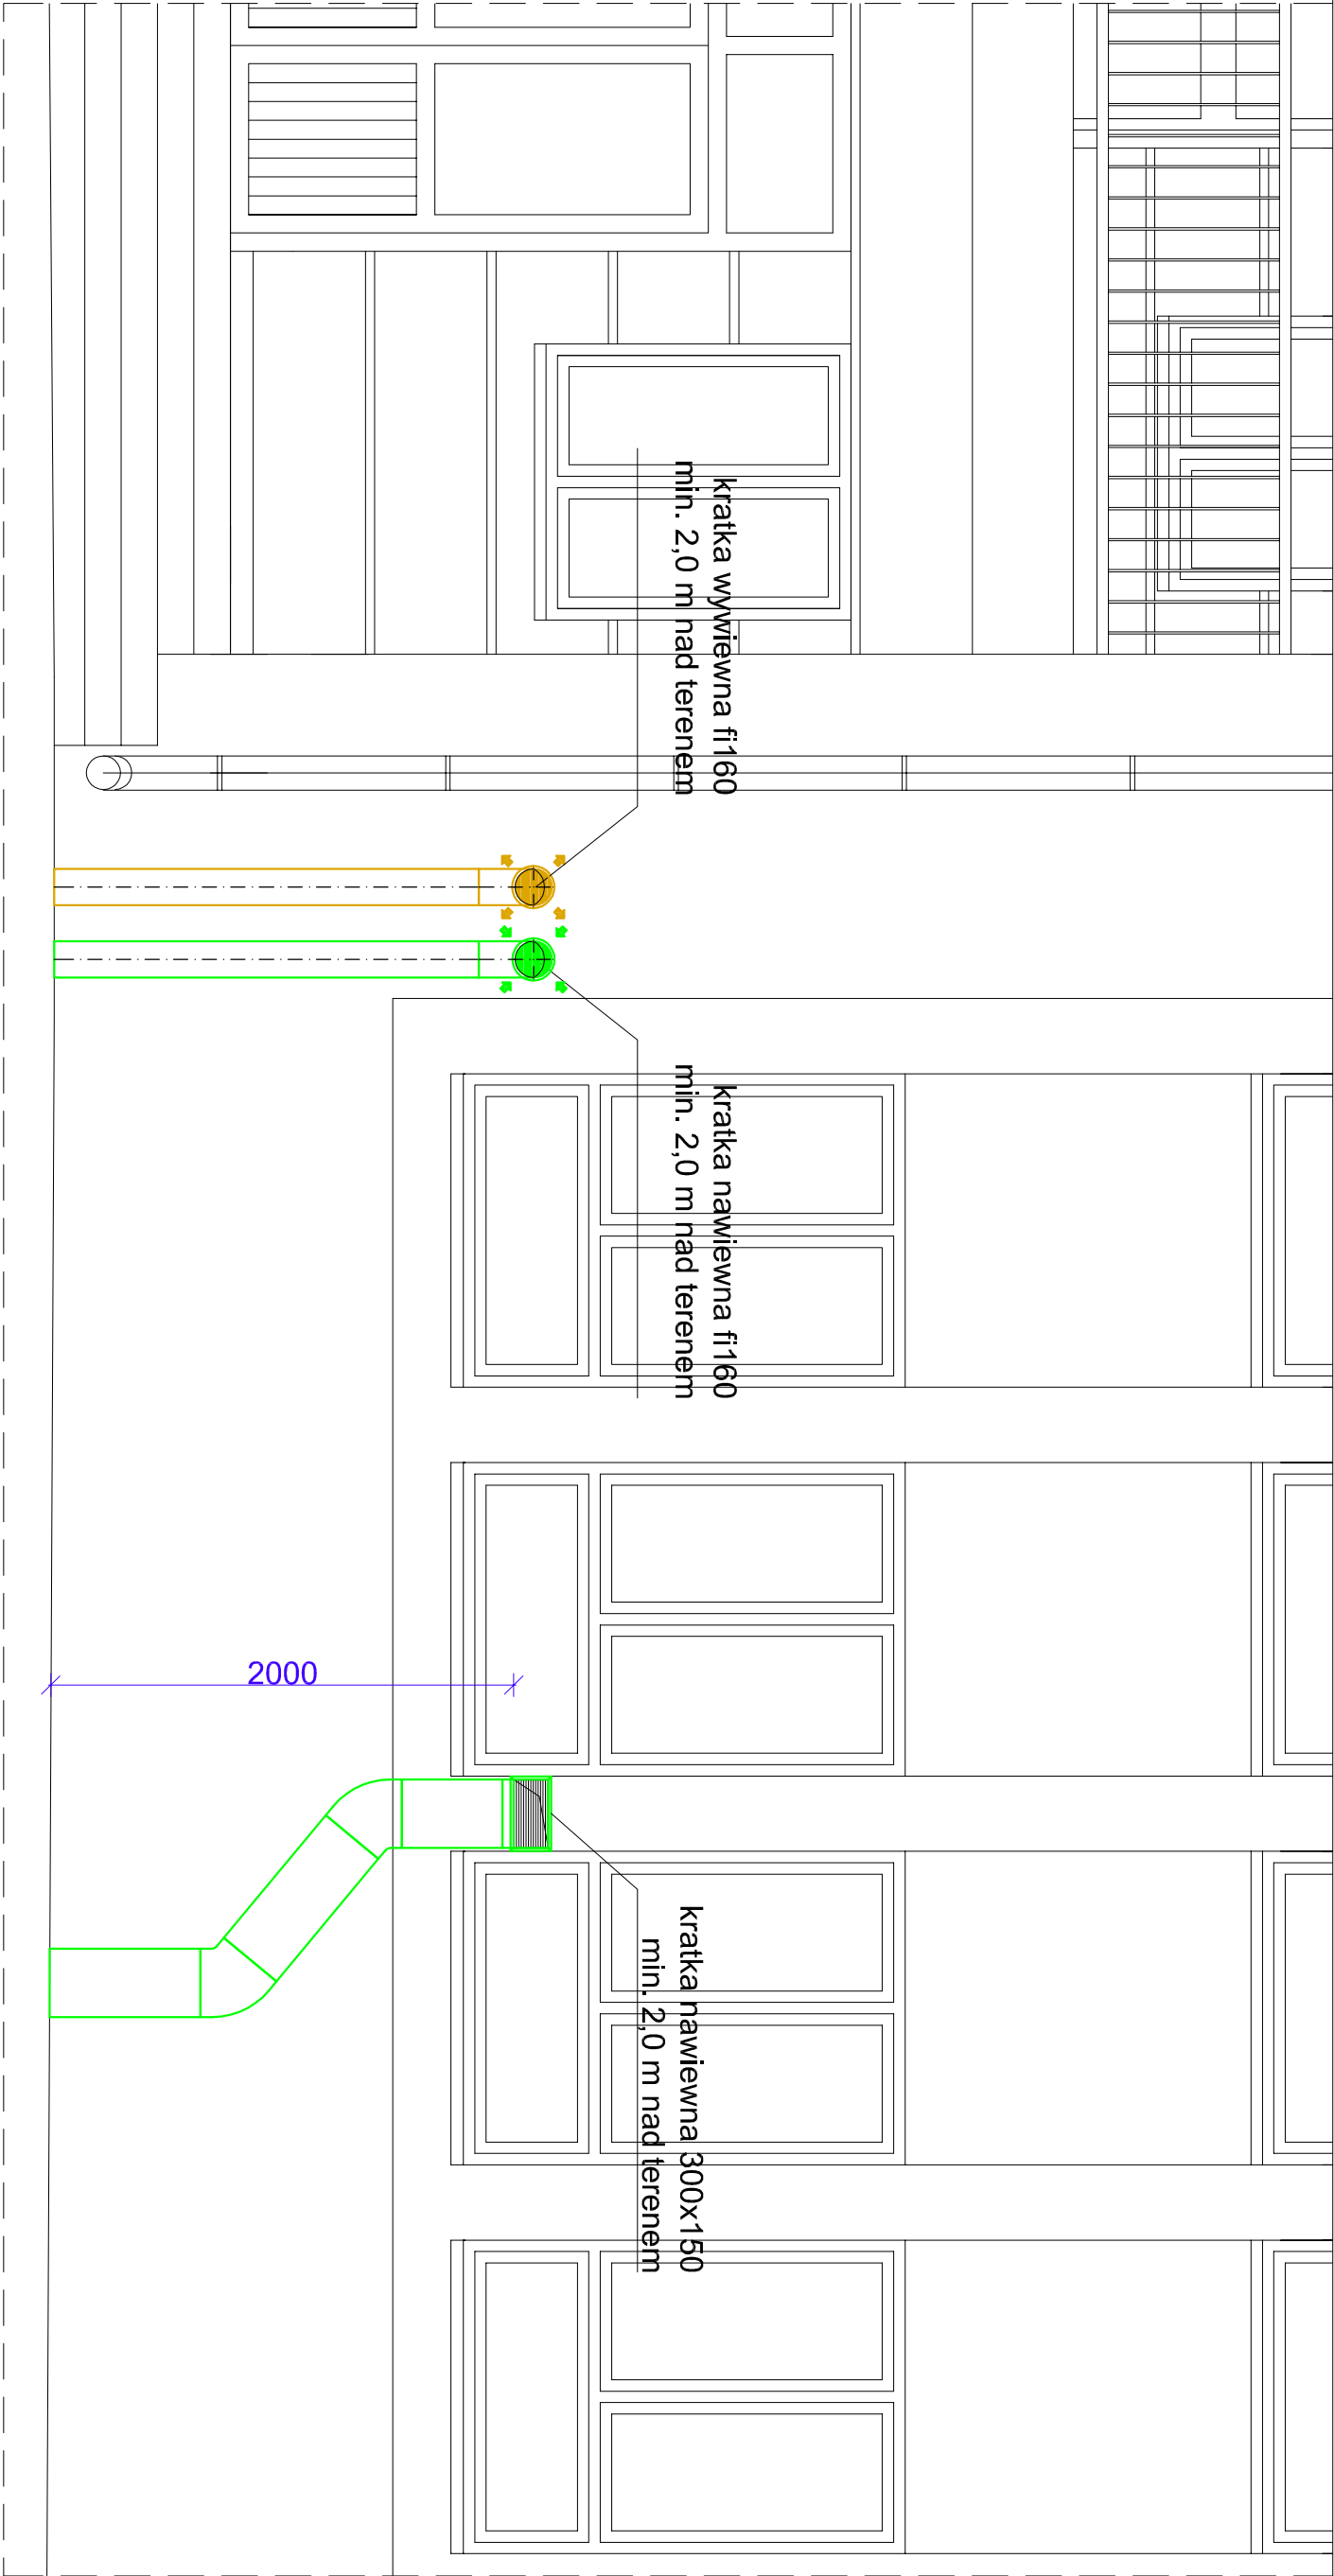 kratka wywiewna fi160
min. 2,0 m nad terenem
kratka nawiewna fi160
min. 2,0 m nad terenem
2000
kratka nawiewna 300x150
min. 2,0 m nad terenem